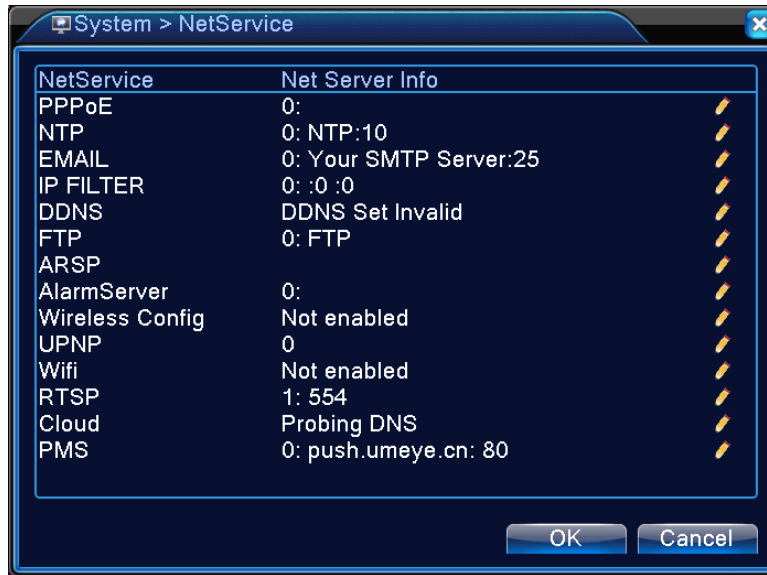 System > NetService
NetService Net Server Info
PPPoE 0:
NTP 0: NTP:10
EMAIL 0: Your SMTP Server:25
IP FILTER 0: :0 :0
DDNS DDNS Set Invalid
FTP 0: FTP
ARSP
AlarmServer 0:
Wireless Config Not enabled
UPNP 0
Wifi Not enabled
RTSP 1: 554
Cloud Probing DNS
PMS 0: push.umeye.cn: 80
OK Cancel